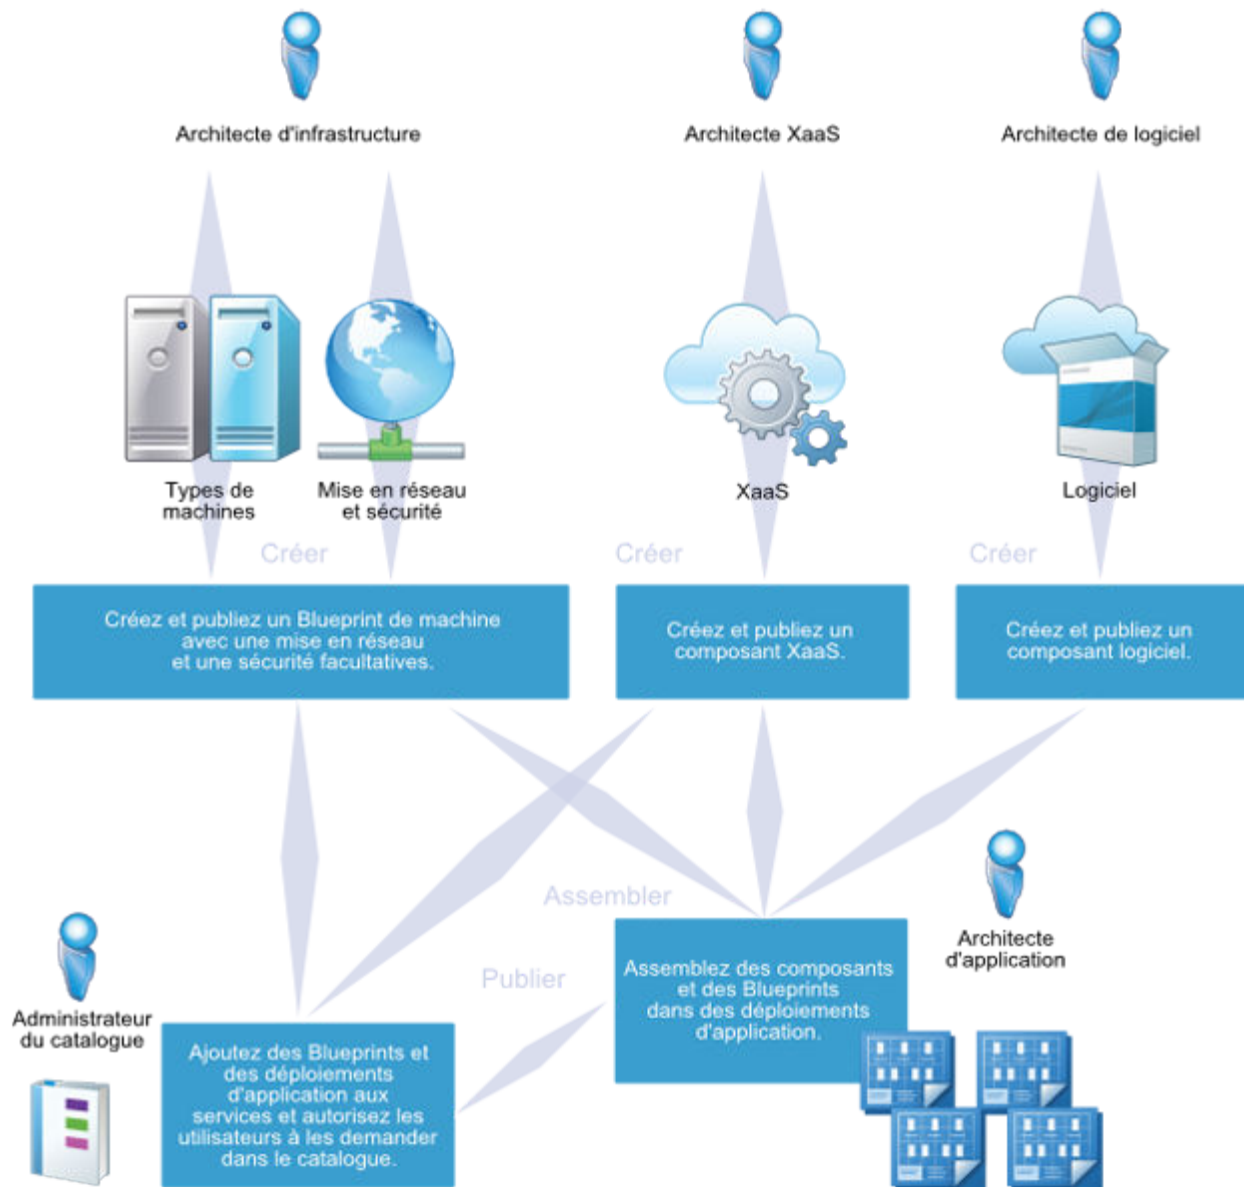 Architecte d'infrastructure
Architecte XaaS
Architecte de logiciel
Types de
machines
Mise en réseau
et sécurité
XaaS
Logiciel
Créer
Créer
Créer
Créez et publiez un Blueprint de machine
avec une mise en réseau
et une sécurité facultatives.
Créez et publiez un
composant XaaS.
Créez et publiez un
composant logiciel.
Assembler
Architecte
d'application
Publier
Assemblez des composants
et des Blueprints
dans des déploiements
d'application.
Administrateur
du catalogue
Ajoutez des Blueprints et
des déploiements
d'application aux
services et autorisez les
utilisateurs à les demander
dans le catalogue.